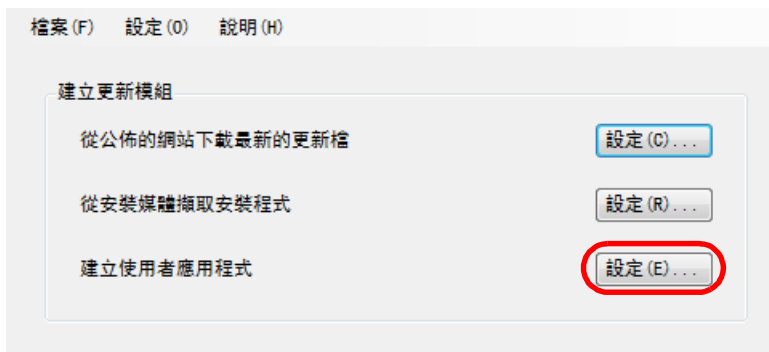 檔案(F) 設定(O) 說明(H)
建立更新模組
從公佈的網站下載最新的更新檔 設定(C)...
從安裝媒體擷取安裝程式 設定(R)...
建立使用者應用程式 設定(E)...